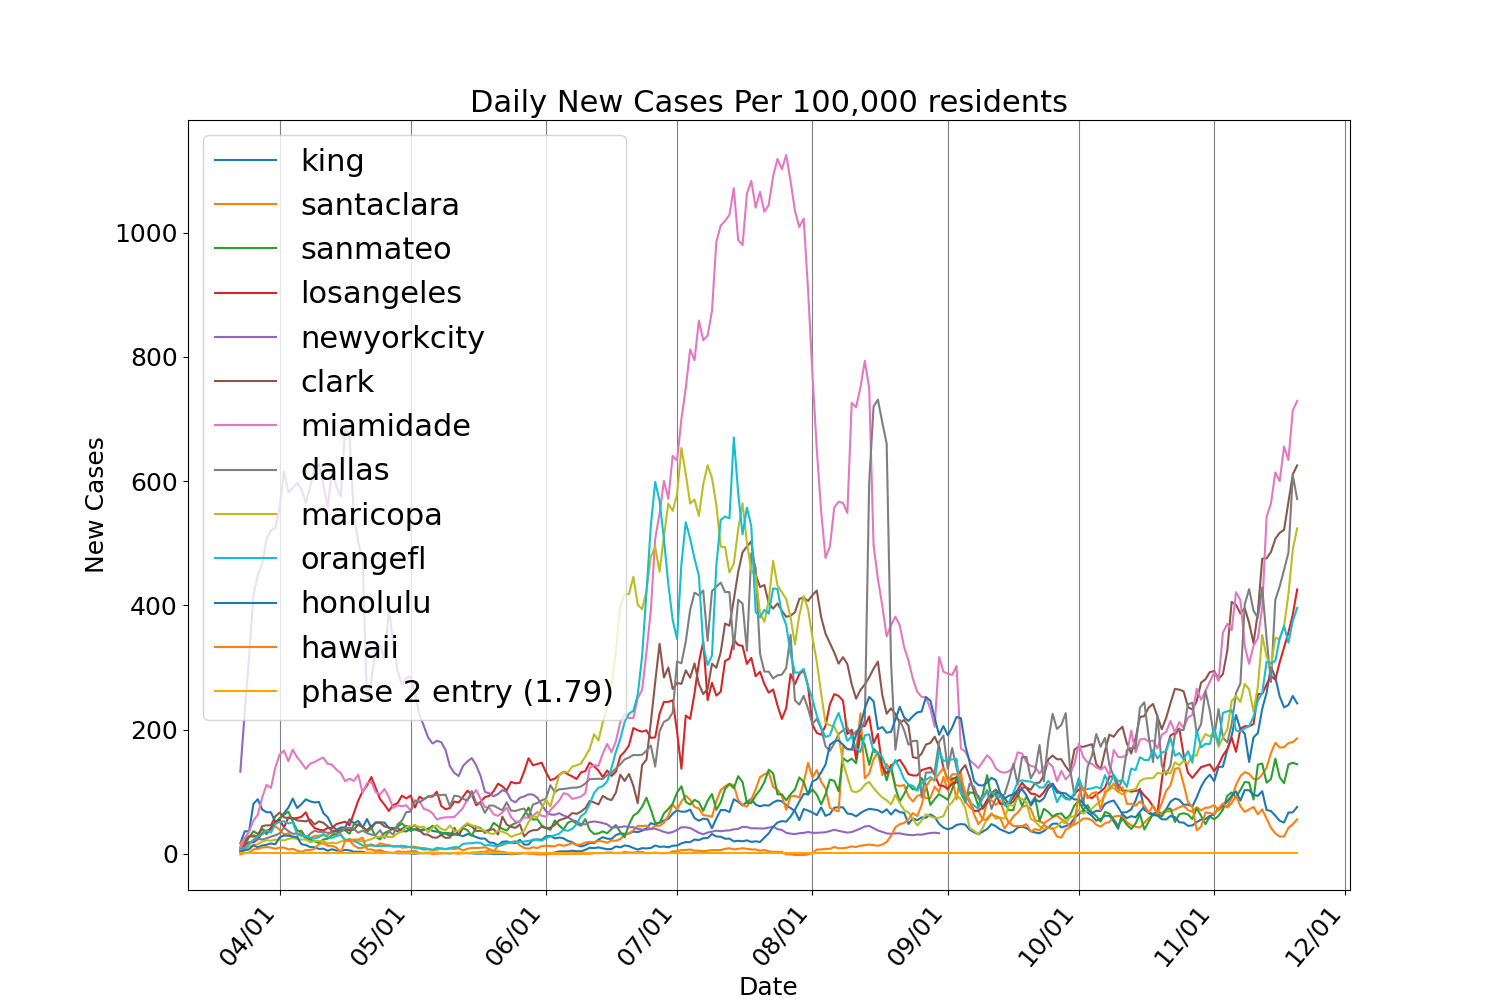 Daily New Cases Per 100,000 residents
king
santaclara
sanmateo
losangeles
newyorkcity
clark
miamidade
dallas
maricopa
orangefl
honolulu
hawaii
phase 2 entry (1.79)
New Cases
1000
800
600
400
200
0
04/01 05/01 06/01 07/01 08/01 09/01 10/01 11/01 12/01
Date